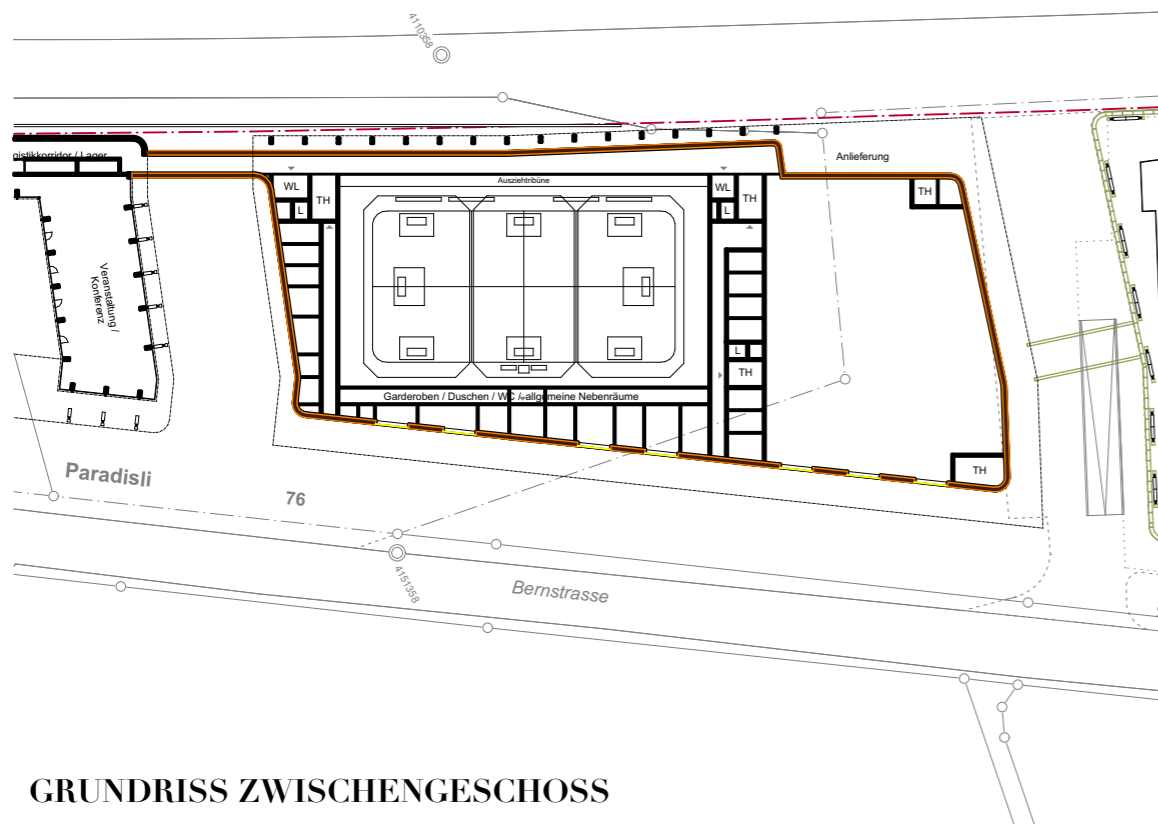 4110358
gistikkorridor / Lager
Anlieferung
Ausziehtribüne
WL
TH
L
WL
TH
L
TH
Veranstaltung /
Konferenz
L
TH
Garderoben / Duschen / WC / allgemeine Nebenräume
TH
Paradisli
76
4151358
Bernstrasse
GRUNDRISS ZWISCHENGESCHOSS